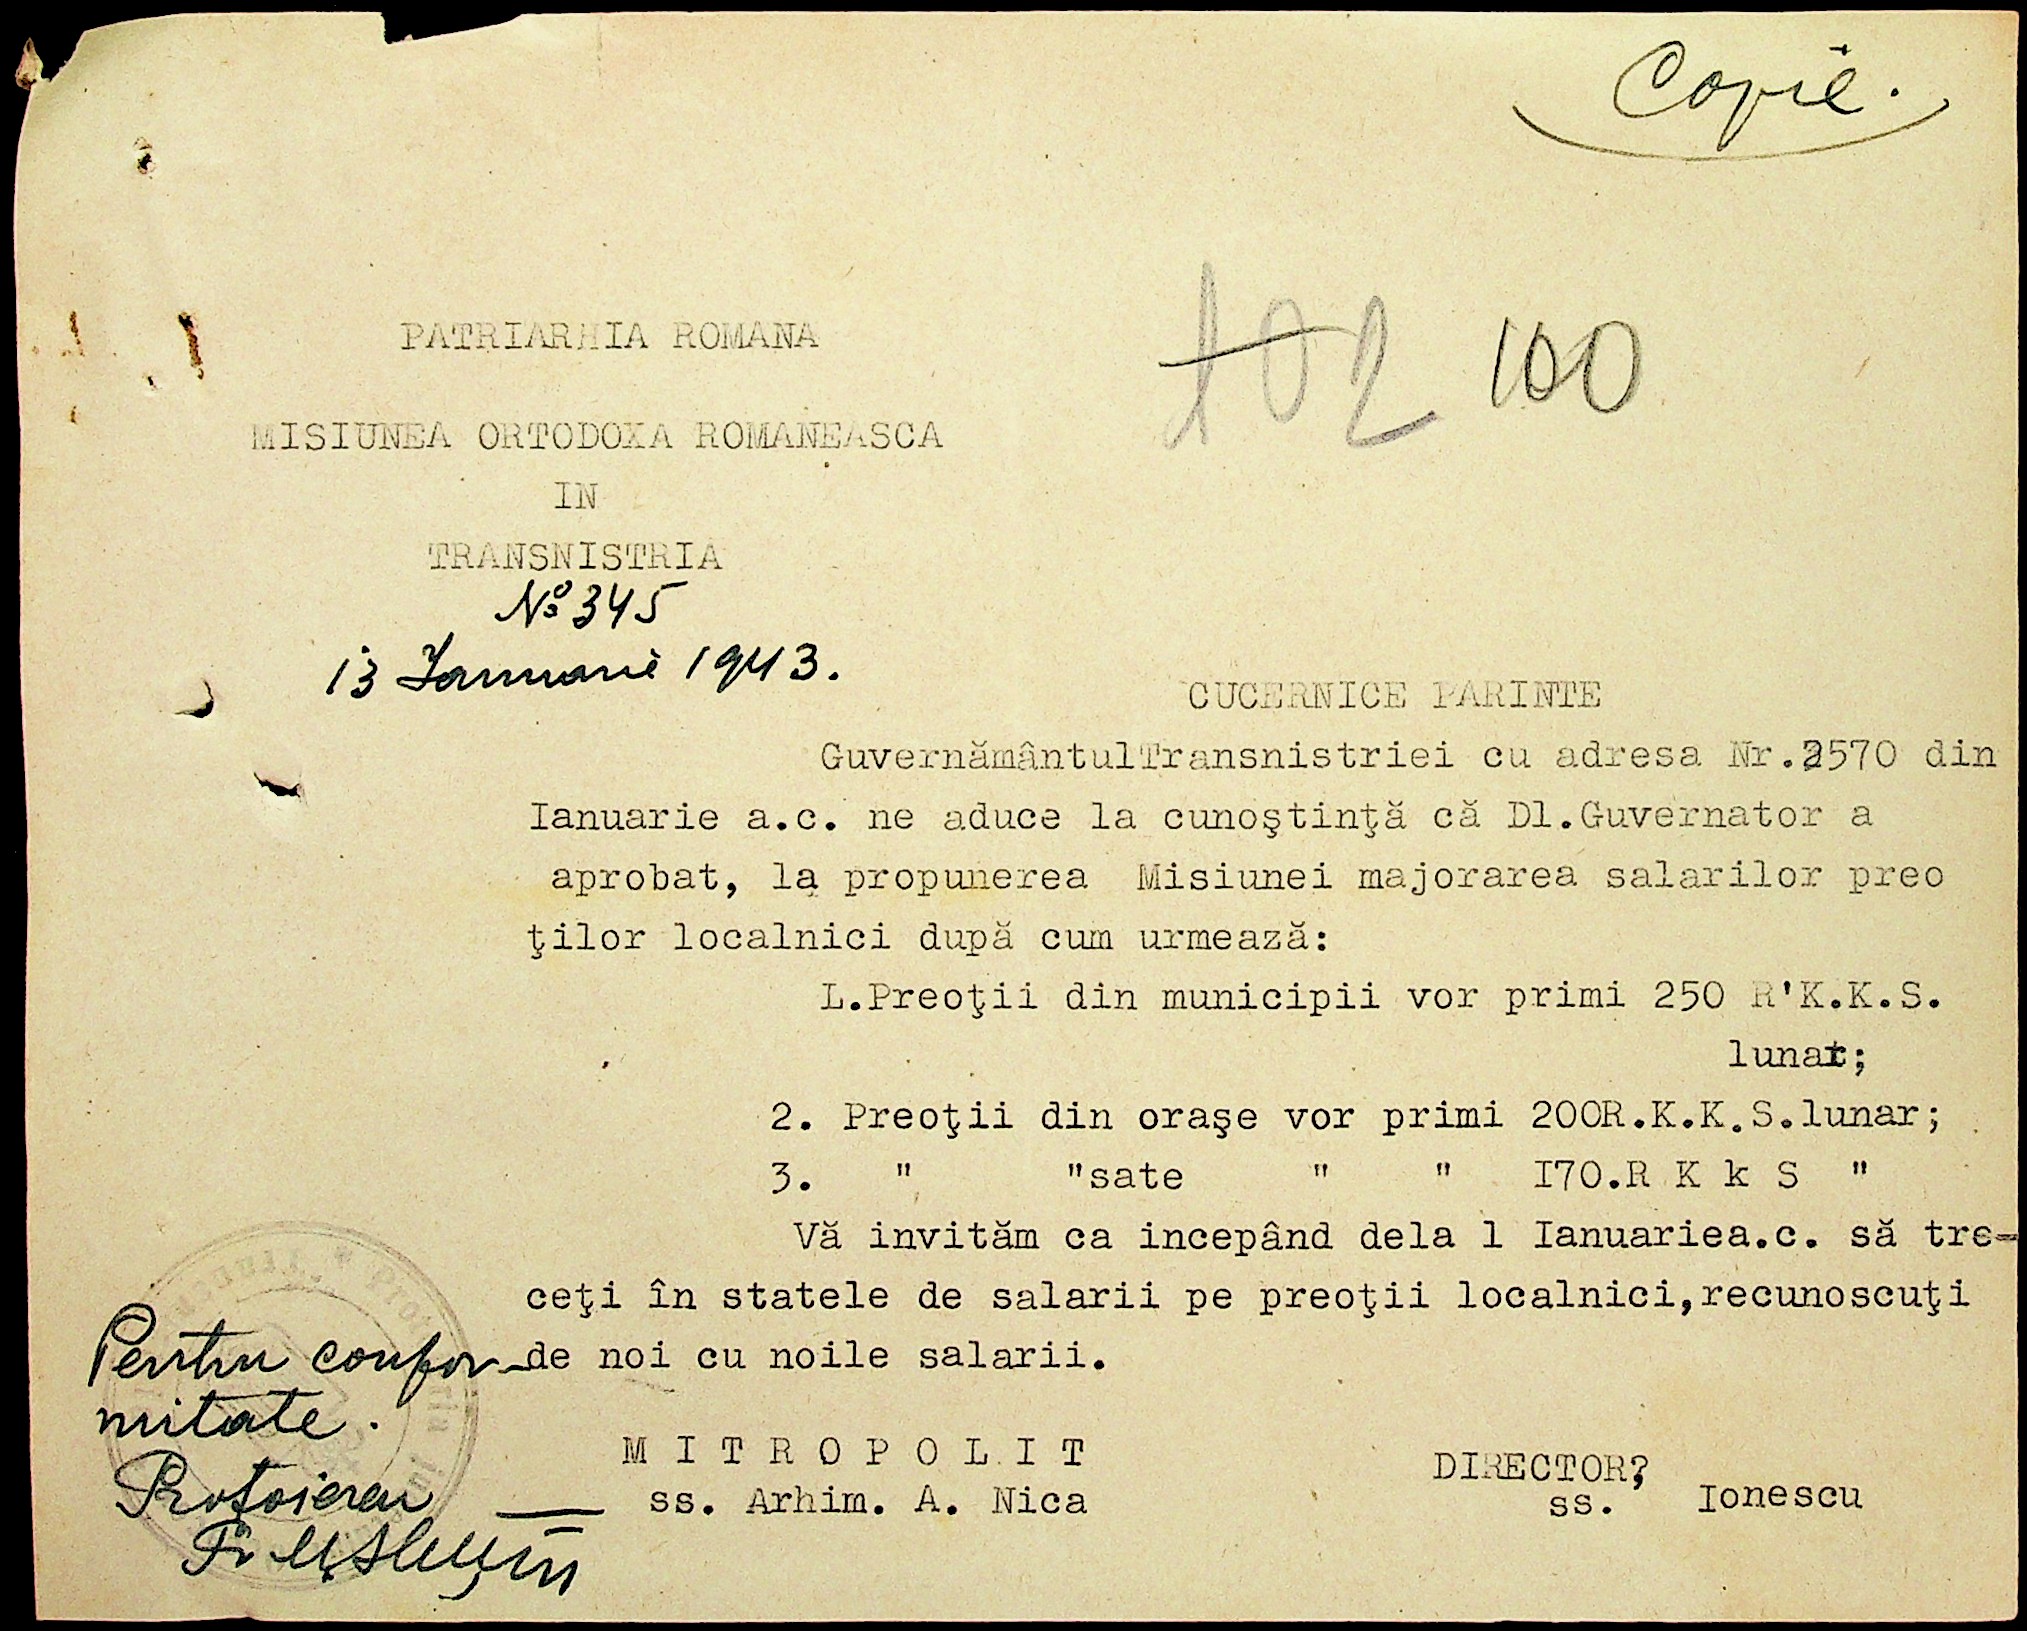 Copie.
102 100
PATRIARHIA ROMANA
MISIUNEA ORTODOXA ROMANEASCA
IN
TRANSNISTRIA
No 345
13 Ianuarie 1943.
CUCERNICE PARINTE
GuvernământulTransnistriei cu adresa Nr.2570 din
Ianuarie a.c. ne aduce la cunoştinţă că Dl.Guvernator a
aprobat, la propunerea Misiunei majorarea salarilor preo
ţilor localnici după cum urmează:
L.Preoţii din municipii vor primi 250 R'K.K.S.
lunar;
2. Preoţii din oraşe vor primi 200R.K.K.S.lunar;
3. " "sate " " I70.R K k S "
Vă invităm ca incepând dela l Ianuariea.c. să tre-
ceţi în statele de salarii pe preoţii localnici,recunoscuţi
de noi cu noile salarii.
Pentru confor-
mitate.
Protoiereu
M I T R O P O L I T
ss. Arhim. A. Nica
DIRECTOR?
ss. Ionescu